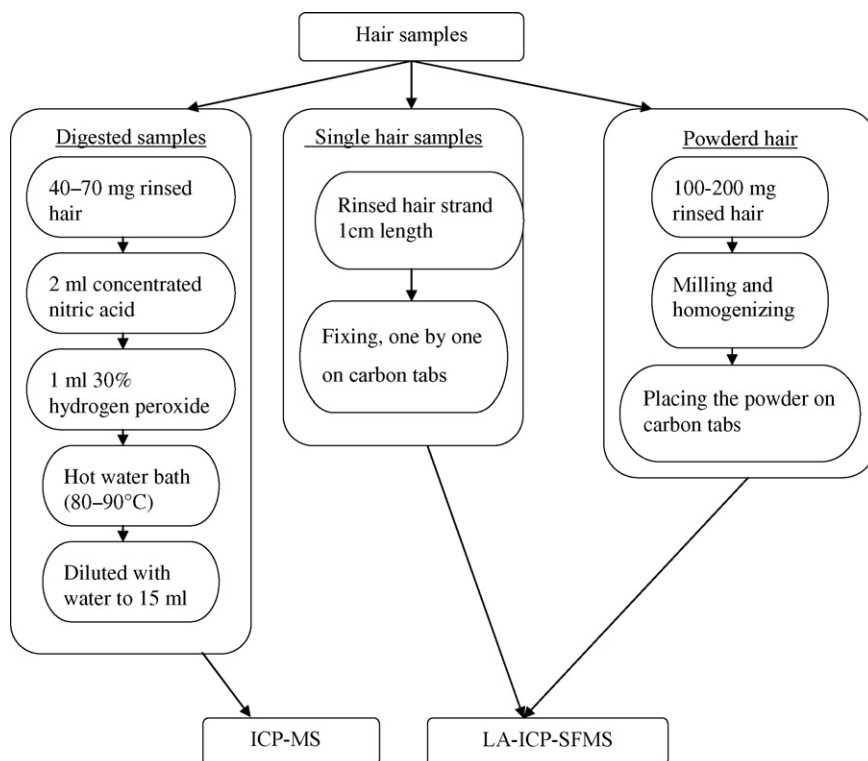 Hair samples
Digested samples
40–70 mg rinsed
hair
2 ml concentrated
nitric acid
1 ml 30%
hydrogen peroxide
Hot water bath
(80–90°C)
Diluted with
water to 15 ml
Single hair samples
Rinsed hair strand
1cm length
Fixing, one by one
on carbon tabs
Powderd hair
100-200 mg
rinsed hair
Milling and
homogenizing
Placing the powder on
carbon tabs
ICP-MS
LA-ICP-SFMS